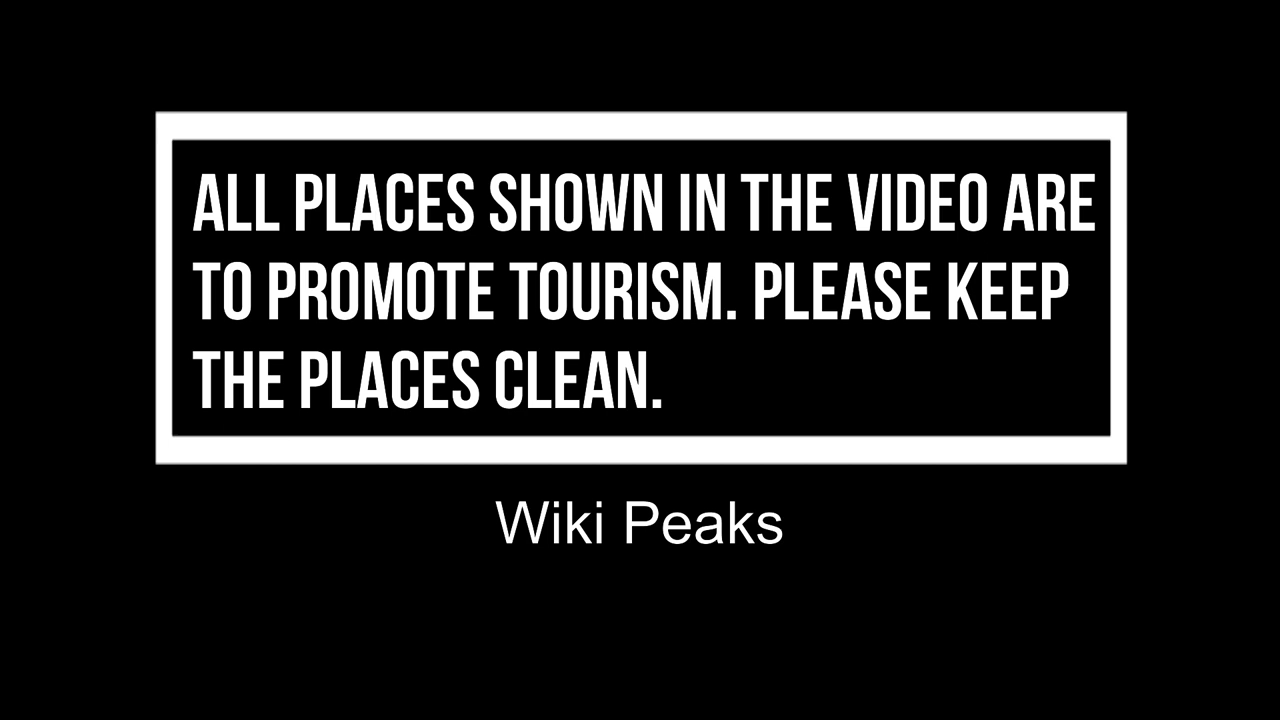 ALL PLACES SHOWN IN THE VIDEO ARE
TO PROMOTE TOURISM. PLEASE KEEP
THE PLACES CLEAN.
Wiki Peaks